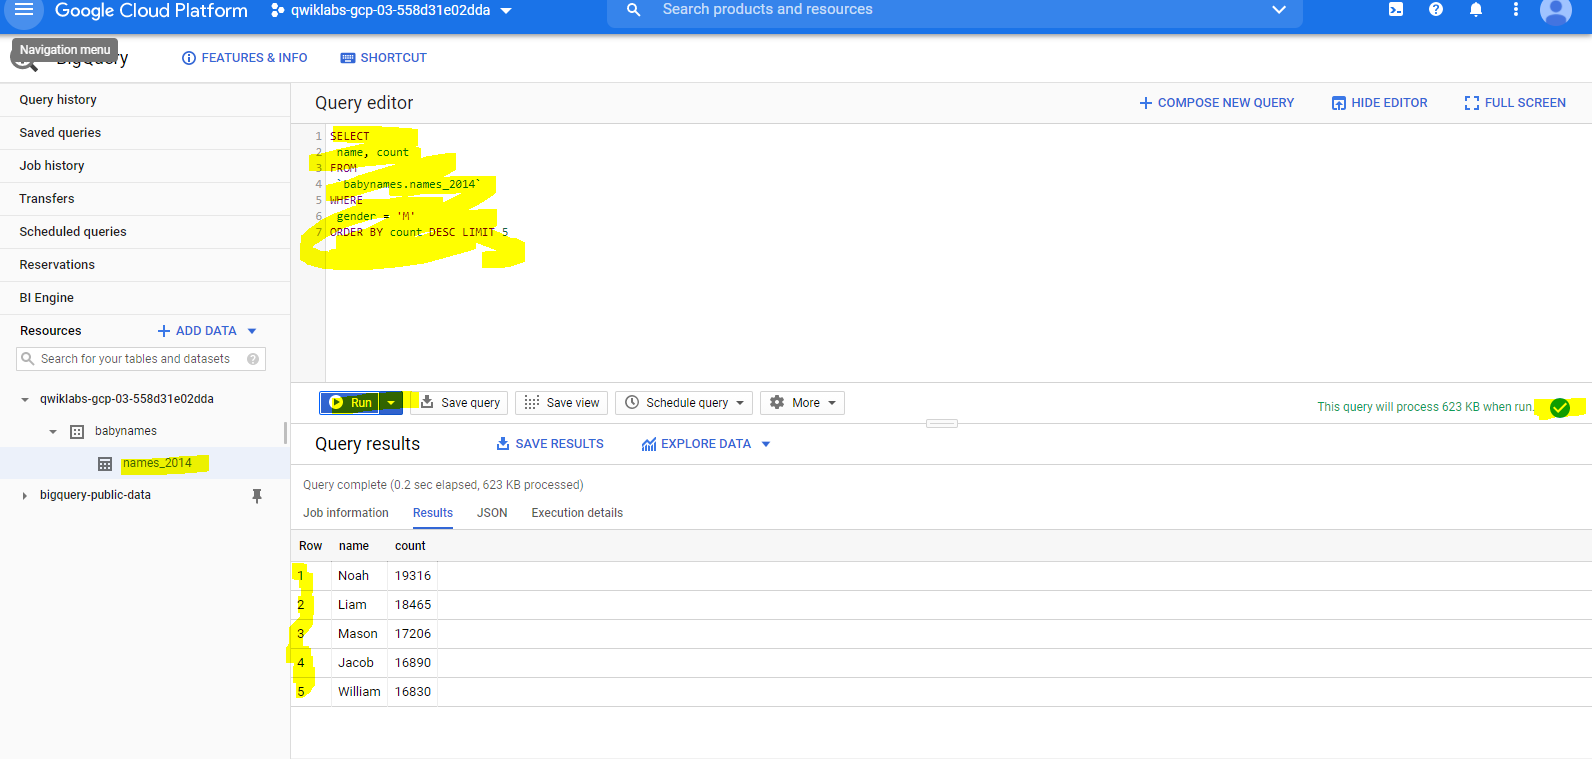 Google Cloud Platform
qwiklabs-gcp-03-558d31e02dda
Search products and resources
Navigation menu
BigQuery
FEATURES & INFO
SHORTCUT
Query history
Saved queries
Job history
Transfers
Scheduled queries
Reservations
BI Engine
Resources
ADD DATA
Search for your tables and datasets
qwiklabs-gcp-03-558d31e02dda
babynames
names_2014
bigquery-public-data
Query editor
COMPOSE NEW QUERY
HIDE EDITOR
FULL SCREEN
1 SELECT
2 name, count
3 FROM
4 `babynames.names_2014`
5 WHERE
6 gender = 'M'
7 ORDER BY count DESC LIMIT 5
Run
Save query
Save view
Schedule query
More
This query will process 623 KB when run.
Query results
SAVE RESULTS
EXPLORE DATA
Query complete (0.2 sec elapsed, 623 KB processed)
Job information
Results
JSON
Execution details
Row name count
1 Noah 19316
2 Liam 18465
3 Mason 17206
4 Jacob 16890
5 William 16830